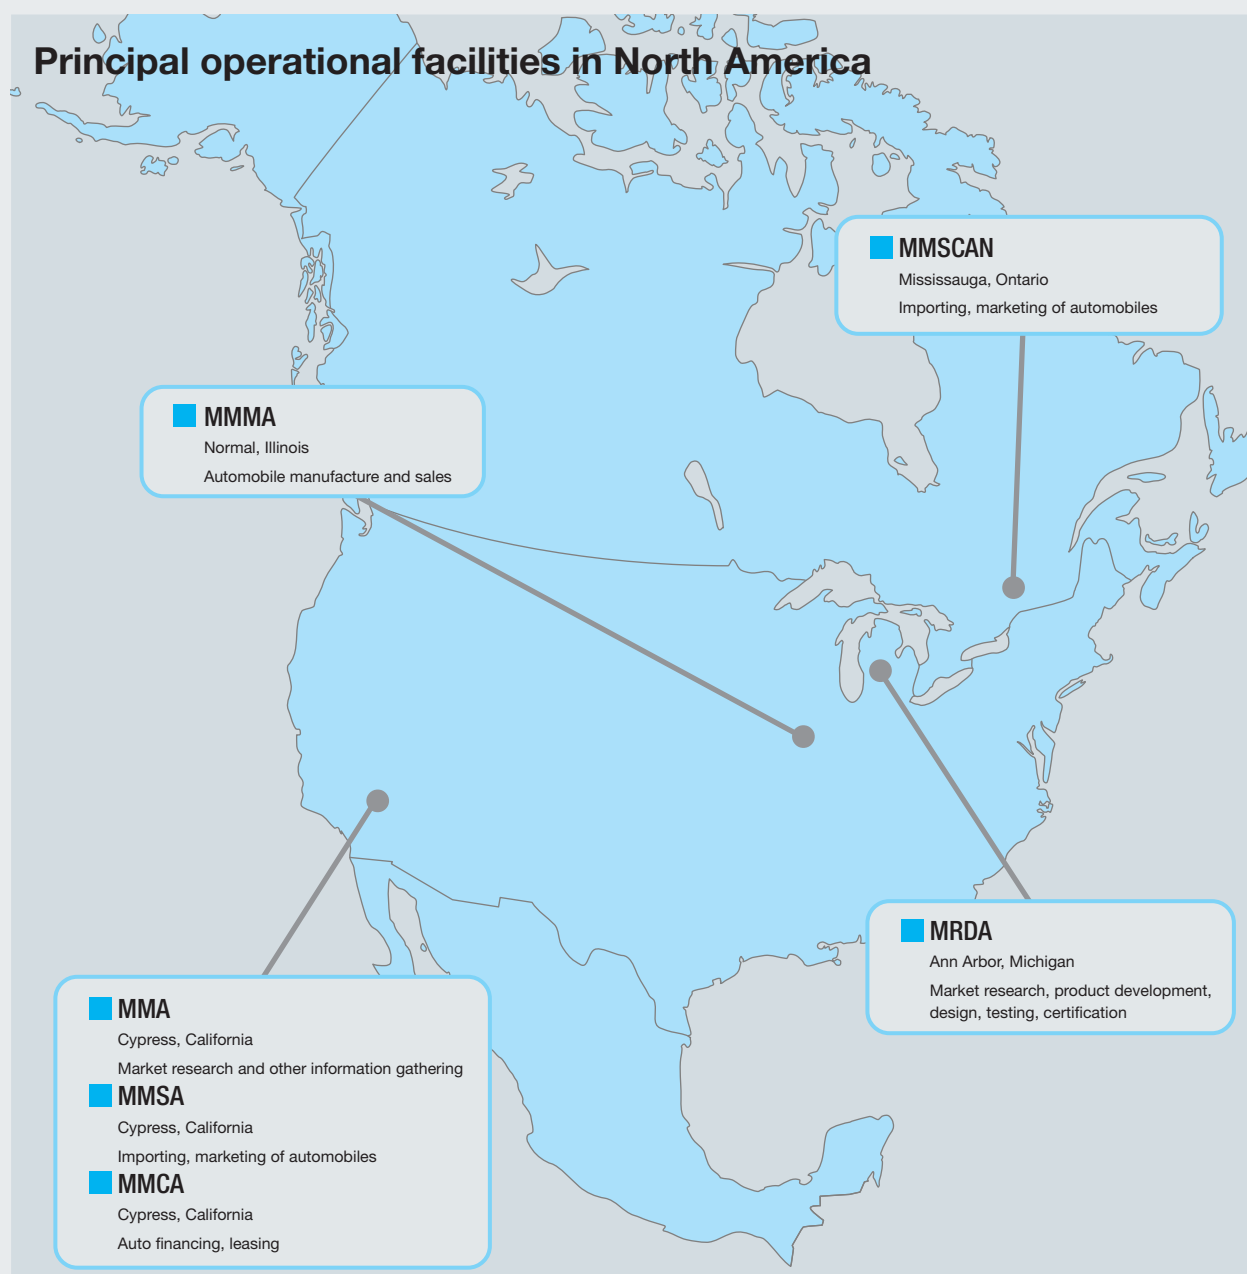 Principal operational facilities in North America
MMSCAN
Mississauga, Ontario
Importing, marketing of automobiles
MMMA
Normal, Illinois
Automobile manufacture and sales
MRDA
Ann Arbor, Michigan
Market research, product development,
design, testing, certification
MMA
Cypress, California
Market research and other information gathering
MMSA
Cypress, California
Importing, marketing of automobiles
MMCA
Cypress, California
Auto financing, leasing